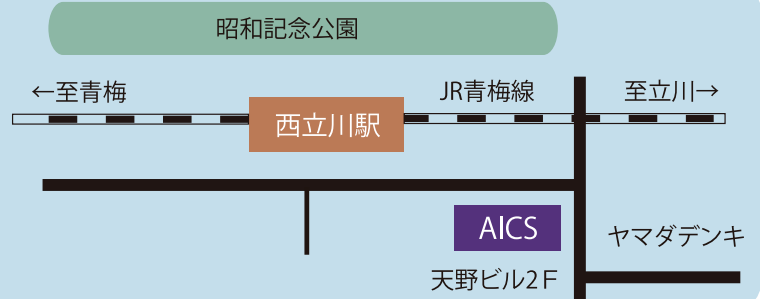 昭和記念公園
←至青梅
JR青梅線
至立川→
西立川駅
AICS
ヤマダデンキ
天野ビル2F